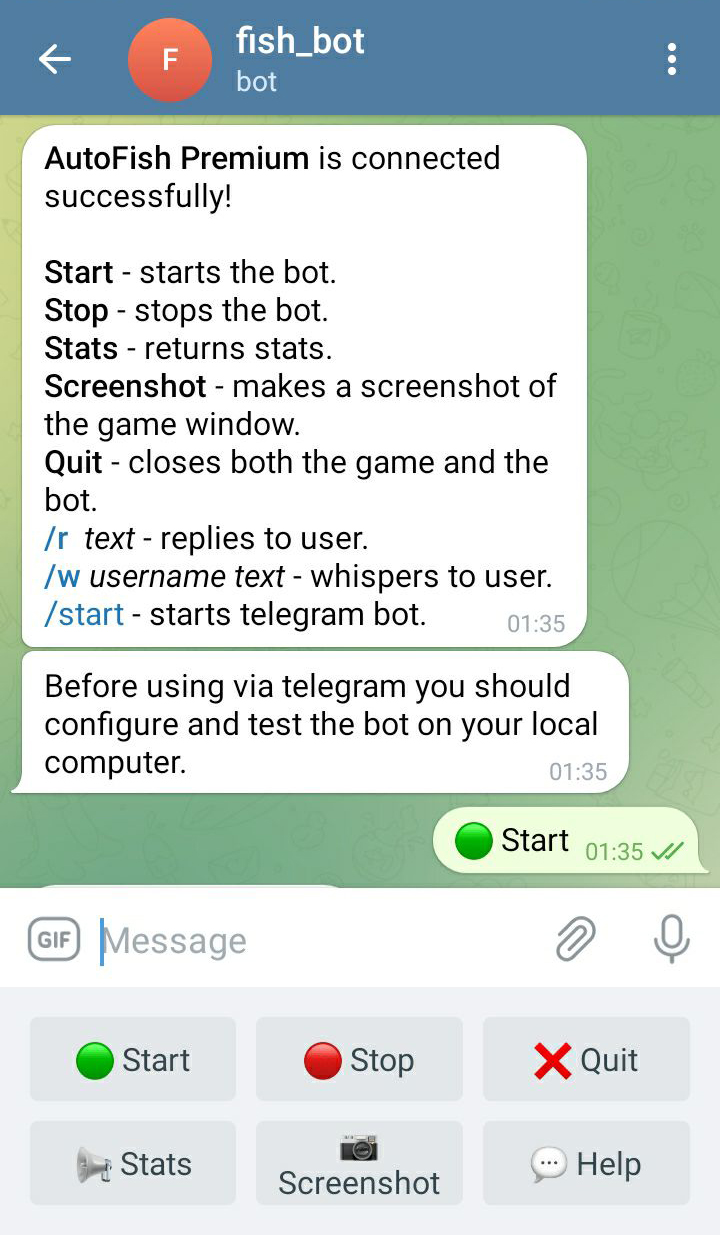 F
fish_bot
bot
AutoFish Premium is connected
successfully!
Start - starts the bot.
Stop - stops the bot.
Stats - returns stats.
Screenshot - makes a screenshot of
the game window.
Quit - closes both the game and the
bot.
/r text - replies to user.
/w username text - whispers to user.
/start - starts telegram bot.
01:35
Before using via telegram you should
configure and test the bot on your local
computer.
01:35
Start 01:35
GIF Message
Start
Stop
Quit
Stats
Screenshot
Help